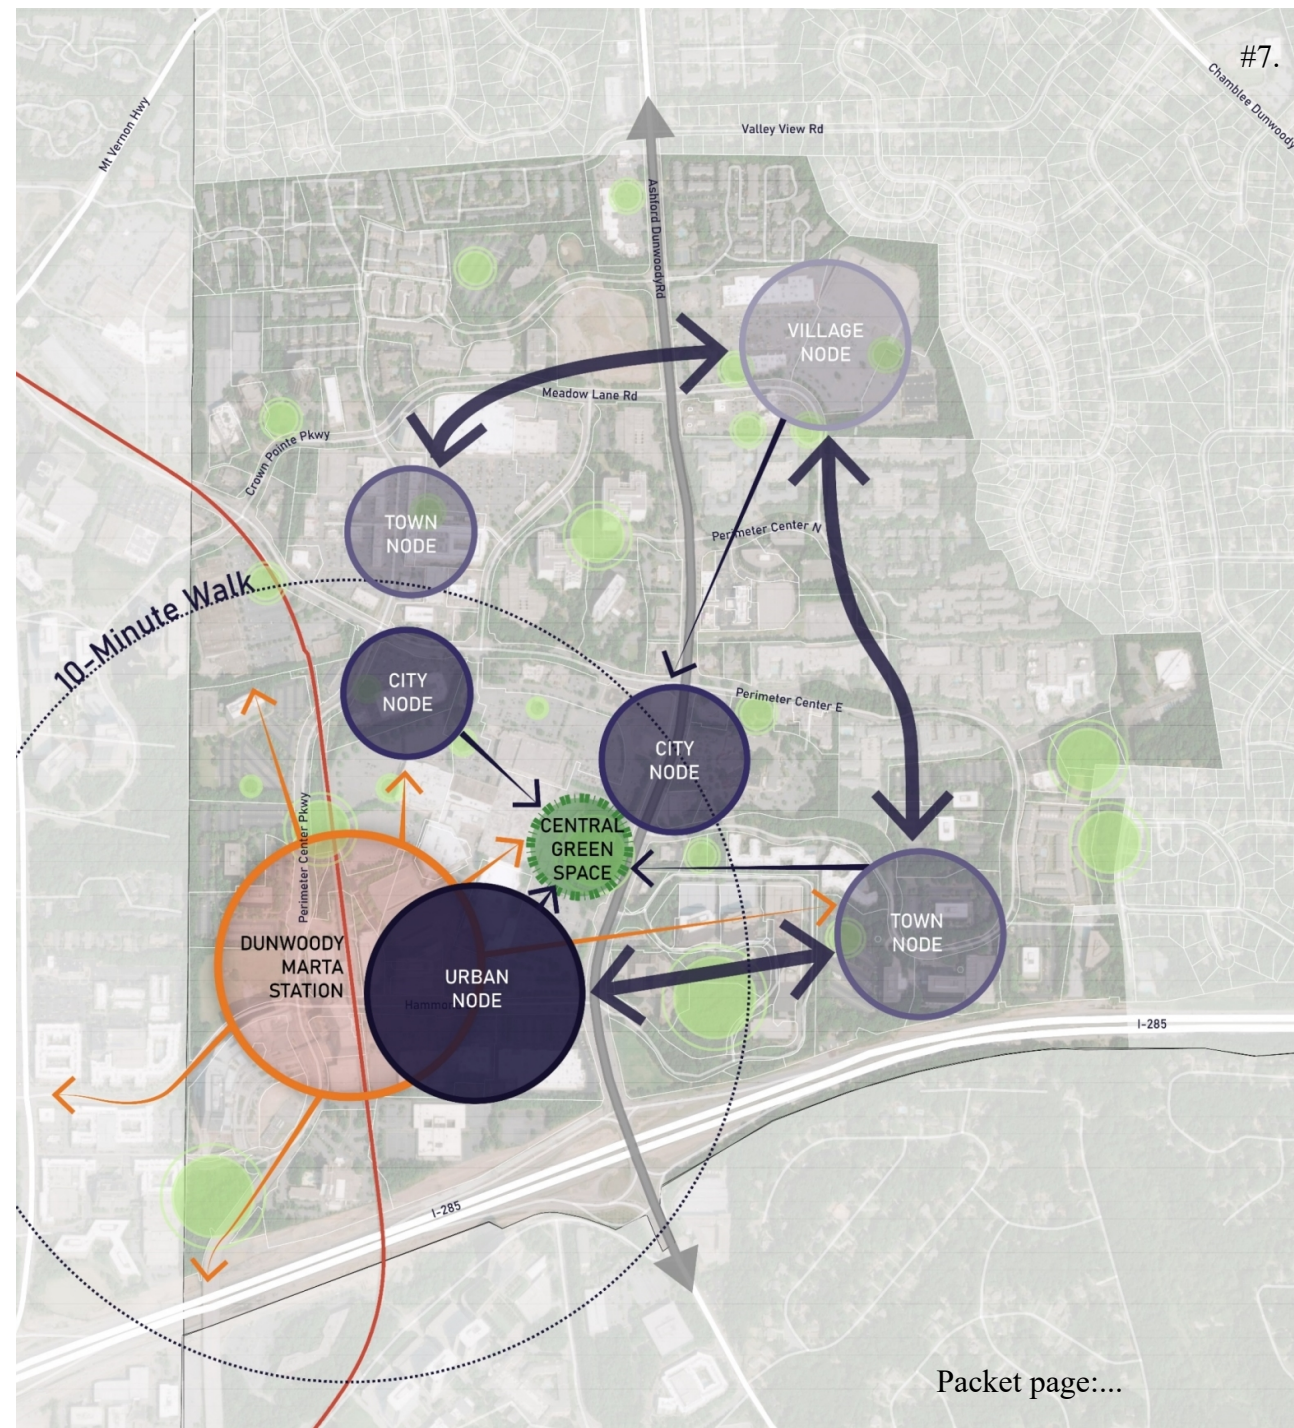 #7.
Chamblee Dunwoody
Mt Vernon Hwy
Valley View Rd
Ashford DunwoodyRd
VILLAGE
NODE
Meadow Lane Rd
Crown Pointe Pkwy
TOWN
NODE
Perimeter Center N
10-Minute Walk
CITY
NODE
Perimeter Center E
CITY
NODE
CENTRAL
GREEN
SPACE
Perimeter Center Pkwy
TOWN
NODE
DUNWOODY
MARTA
STATION
URBAN
NODE
I-285
I-285
Packet page:...